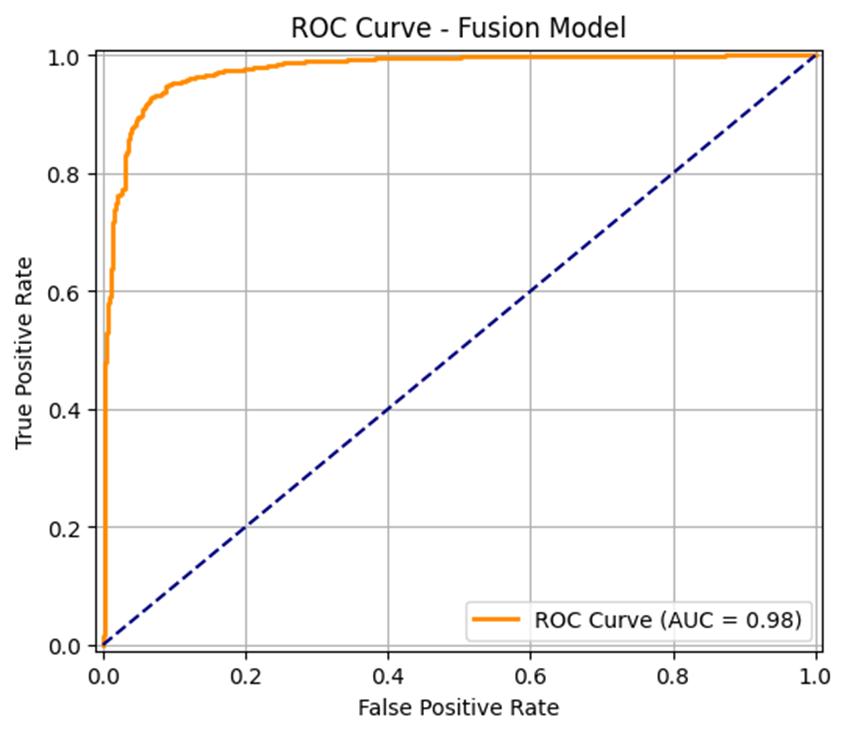 ROC Curve - Fusion Model
True Positive Rate
1.0
0.8
0.6
0.4
0.2
0.0
ROC Curve (AUC = 0.98)
0.0 0.2 0.4 0.6 0.8 1.0
False Positive Rate